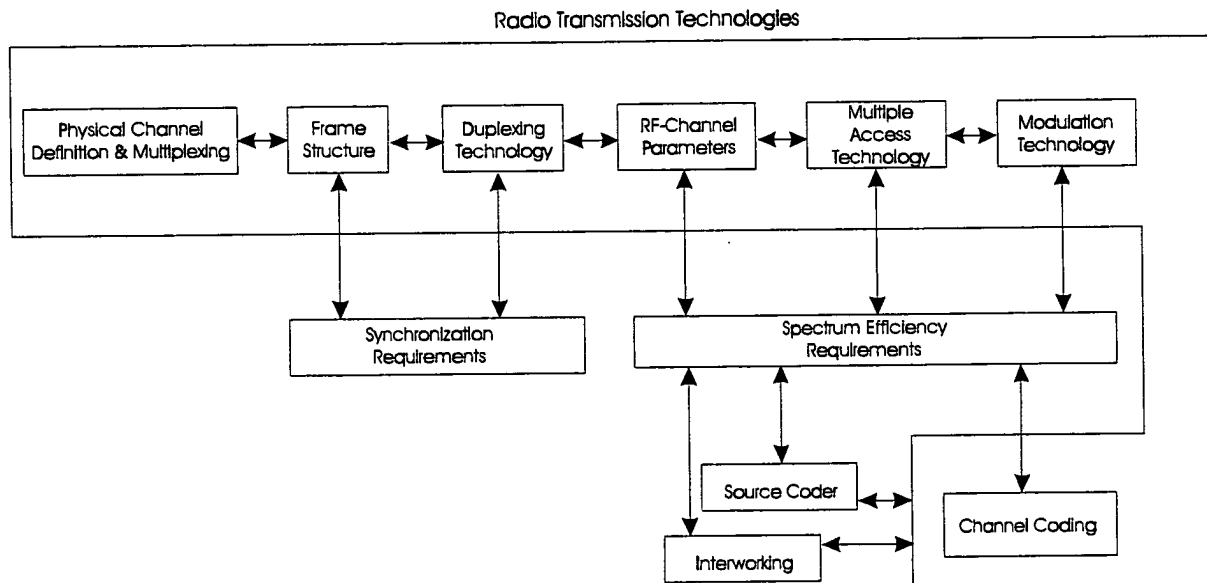 Radio Transmission Technologies
Physical Channel
Definition & Multiplexing
Frame
Structure
Duplexing
Technology
RF-Channel
Parameters
Multiple
Access
Technology
Modulation
Technology
Synchronization
Requirements
Spectrum Efficiency
Requirements
Source Coder
Channel Coding
Interworking